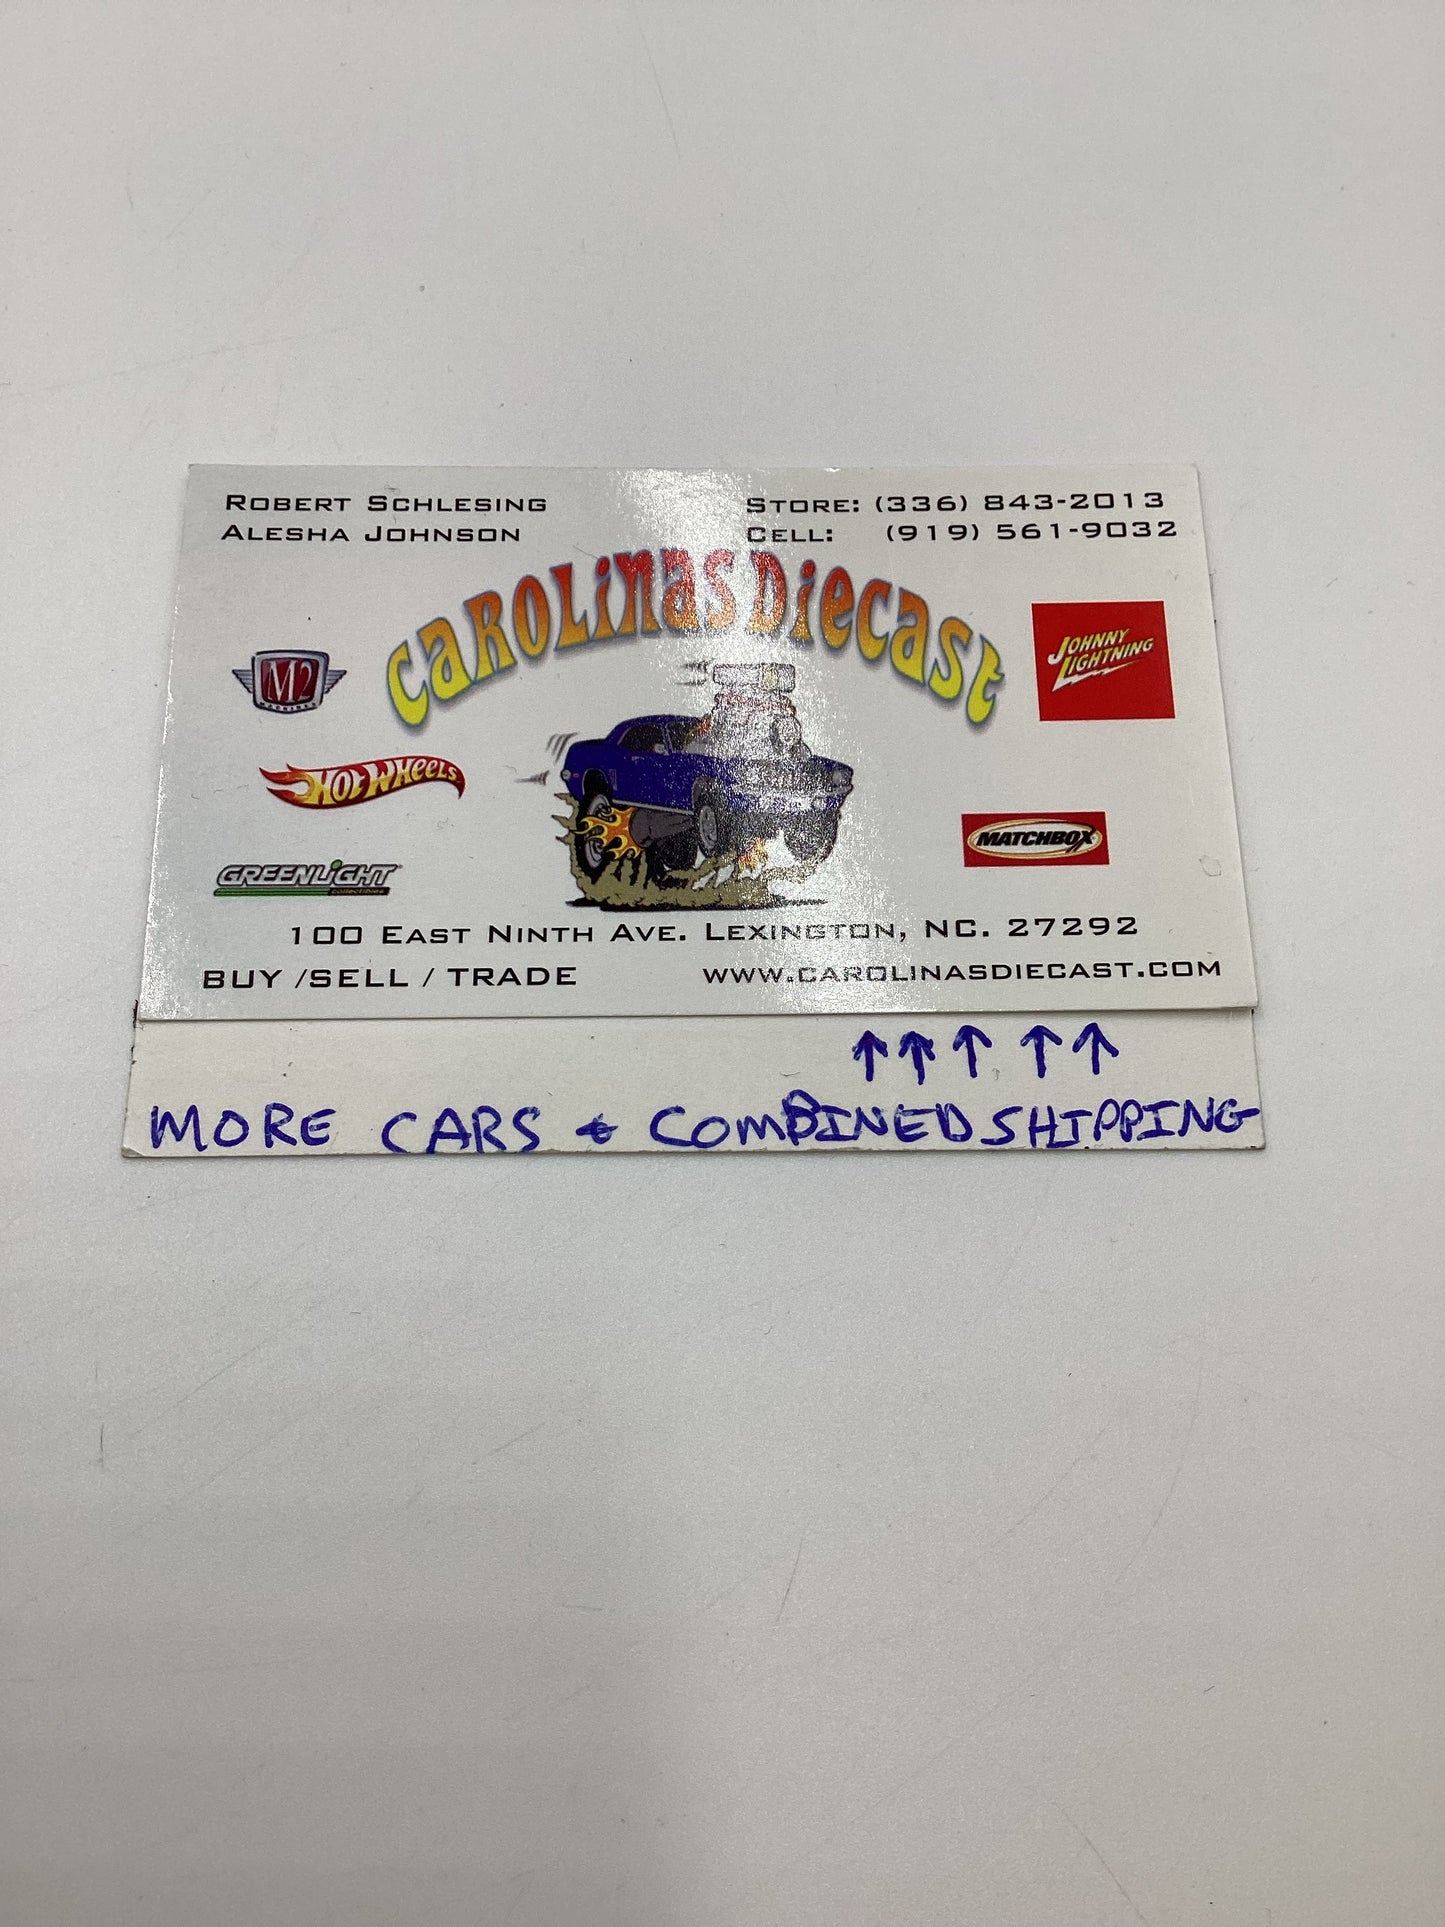 ROBERT SCHLESING
ALESHA JOHNSON
STORE: (336) 843-2013
CELL: (919) 561-9032
CAROLINAS DIECAST
M2
MACHINES
JOHNNY
LIGHTNING
HOT WHEELS
MATCHBOX
GREENLIGHT
collectibles
100 EAST NINTH AVE. LEXINGTON, NC. 27292
BUY /SELL / TRADE
WWW.CAROLINASDIECAST.COM
↑↑↑↑↑
MORE CARS & COMBINED SHIPPING